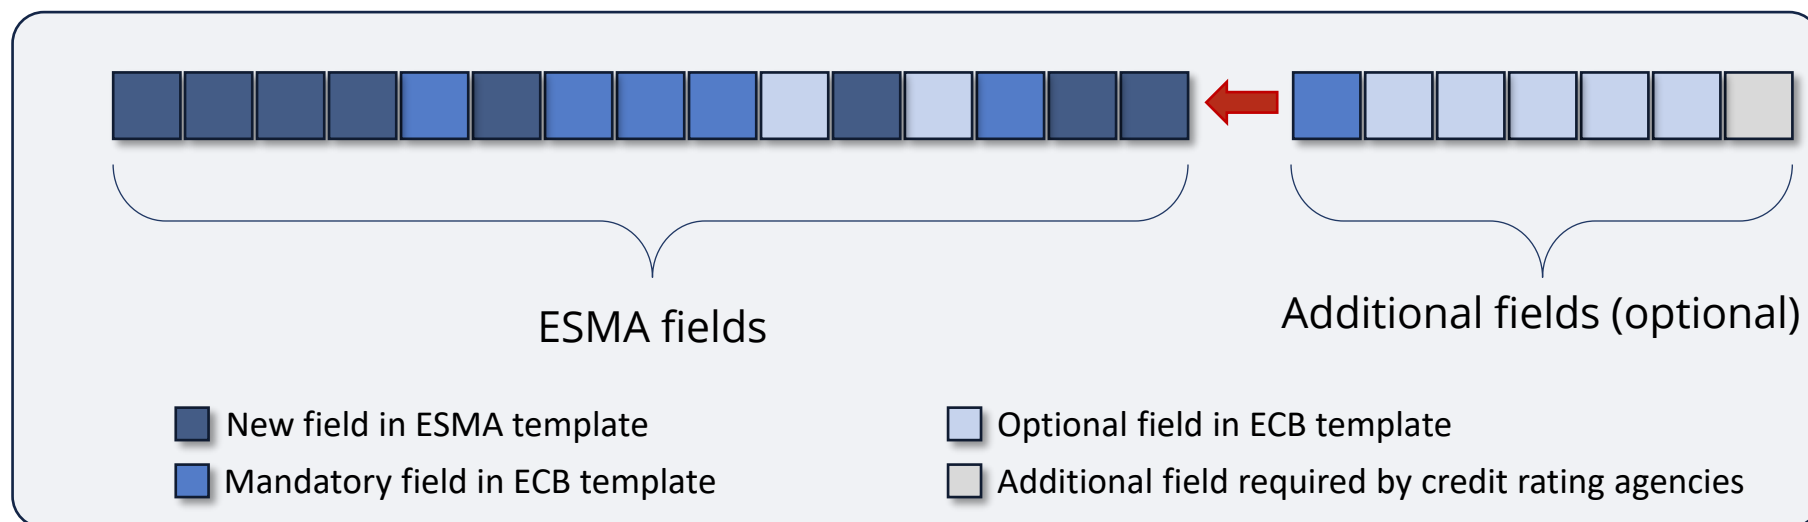 ESMA fields
Additional fields (optional)
New field in ESMA template
Optional field in ECB template
Mandatory field in ECB template
Additional field required by credit rating agencies